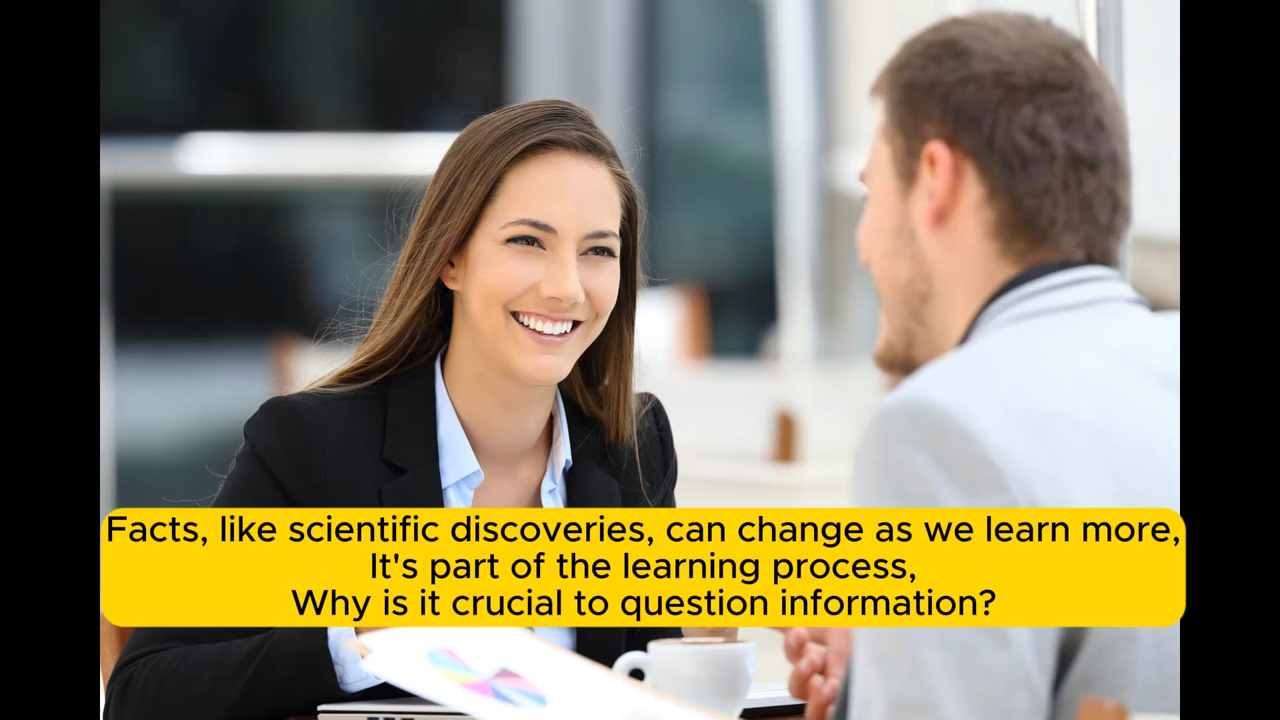 Facts, like scientific discoveries, can change as we learn more,
It's part of the learning process,
Why is it crucial to question information?